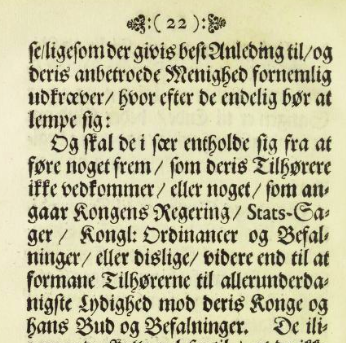 :( 22 ):
se/ligesom der givis best Anleding til/og
deris anbetroede Menighed fornemlig
udkræver/ hvor efter de endelig bør at
lempe sig:
Og skal de i sær entholde sig fra at
føre noget frem/ som deris Tilhørere
ikke vedkommer/ eller noget/ som an-
gaar Kongens Regering/ Stats-Sa-
ger/ Kongl: Ordinancer og Befal-
ninger/ eller dislige/ videre end til at
formane Tilhørerne til allerunderda-
nigste Lydighed mod deris Konge og
hans Bud og Befalninger. De ili-